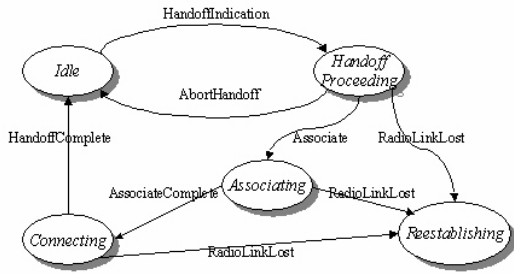 HandoffIndication
Idle
Handoff
Proceeding
AbortHandoff
HandoffComplete
Associate
RadioLinkLost
Associating
AssociateComplete
RadioLinkLost
Connecting
Reestablishing
RadioLinkLost